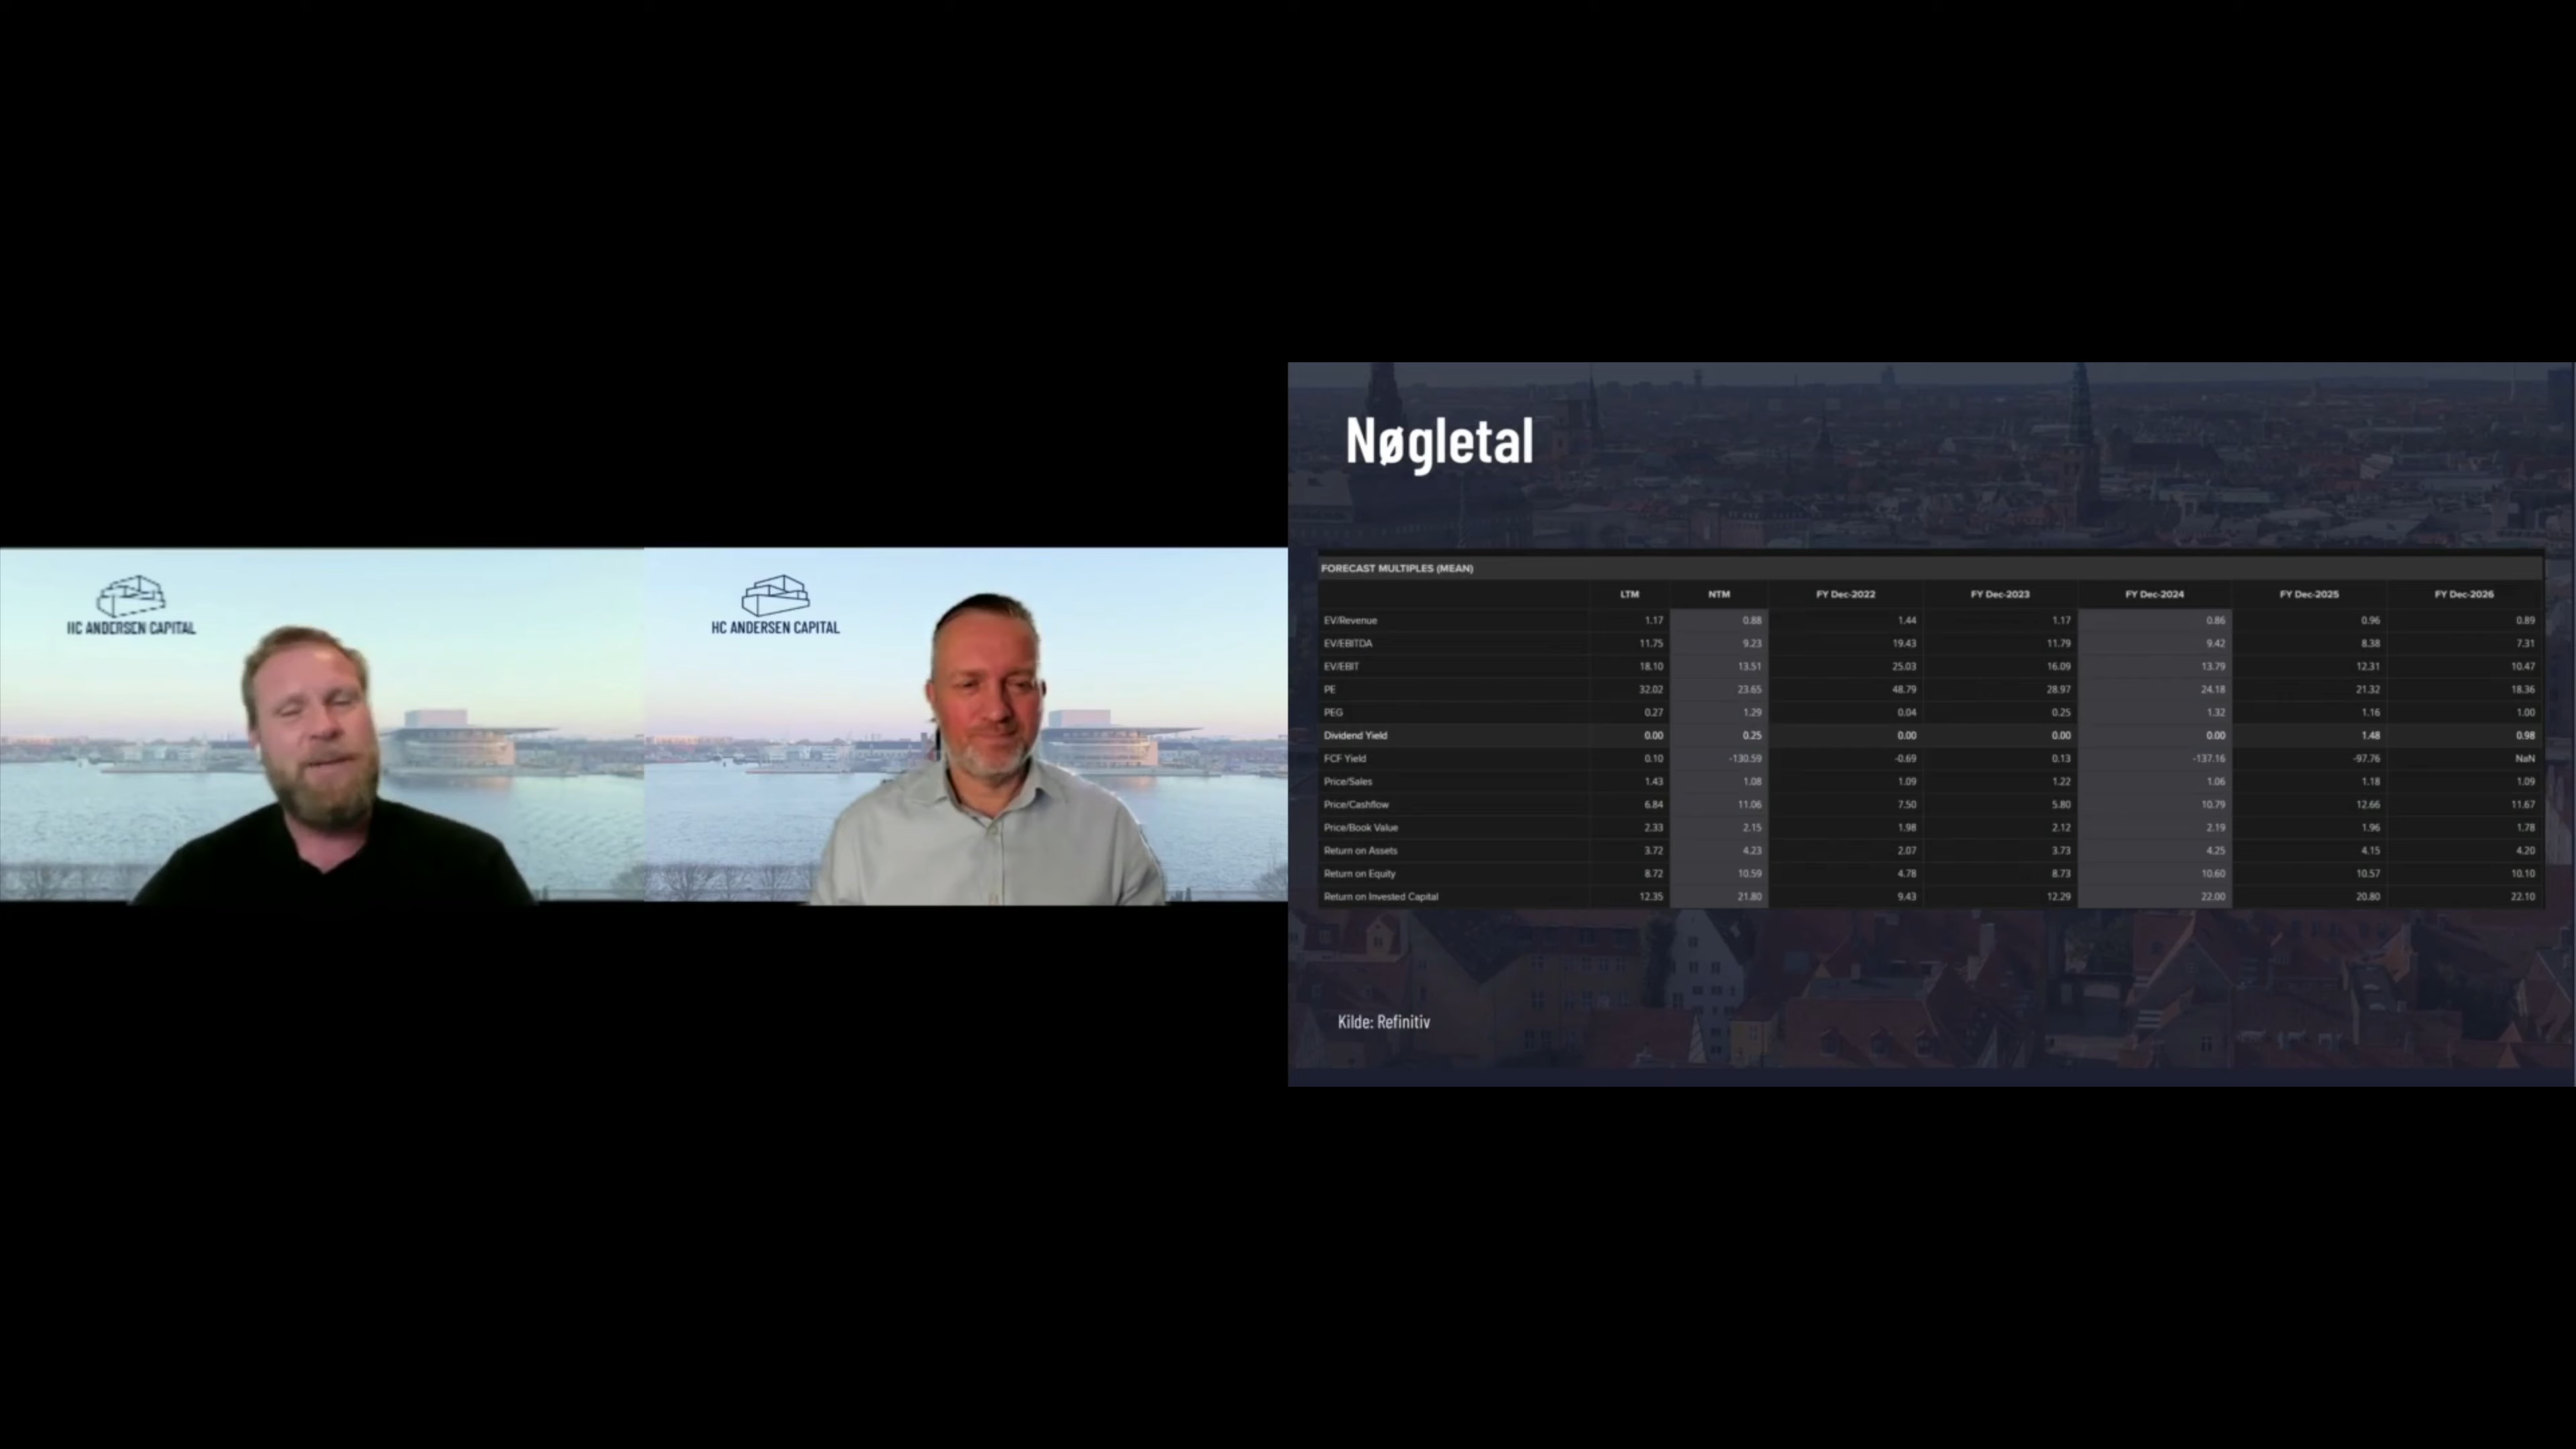 HC ANDERSEN CAPITAL
HC ANDERSEN CAPITAL
Nøgletal
FORECAST MULTIPLES (MEAN)
LTM NTM FY Dec-2022 FY Dec-2023 FY Dec-2024 FY Dec-2025 FY Dec-2026
EV/Revenue 1.17 0.88 1.44 1.17 0.86 0.96 0.89
EV/EBITDA 11.75 9.23 19.43 11.79 9.42 8.38 7.31
EV/EBIT 18.10 13.51 25.03 16.09 13.79 12.31 10.47
PE 32.02 23.65 48.79 28.97 24.18 21.32 18.36
PEG 0.27 1.29 0.04 0.25 1.32 1.16 1.00
Dividend Yield 0.00 0.25 0.00 0.00 0.00 1.48 0.98
FCF Yield 0.10 -130.59 -0.69 0.13 -137.16 -97.76 NaN
Price/Sales 1.43 1.08 1.09 1.22 1.06 1.18 1.09
Price/Cashflow 6.84 11.06 7.50 5.80 10.79 12.66 11.67
Price/Book Value 2.33 2.15 1.98 2.12 2.19 1.96 1.78
Return on Assets 3.72 4.23 2.07 3.73 4.25 4.15 4.20
Return on Equity 8.72 10.59 4.78 8.73 10.60 10.57 10.10
Return on Invested Capital 12.35 21.80 9.43 12.29 22.00 20.80 22.10
Kilde: Refinitiv